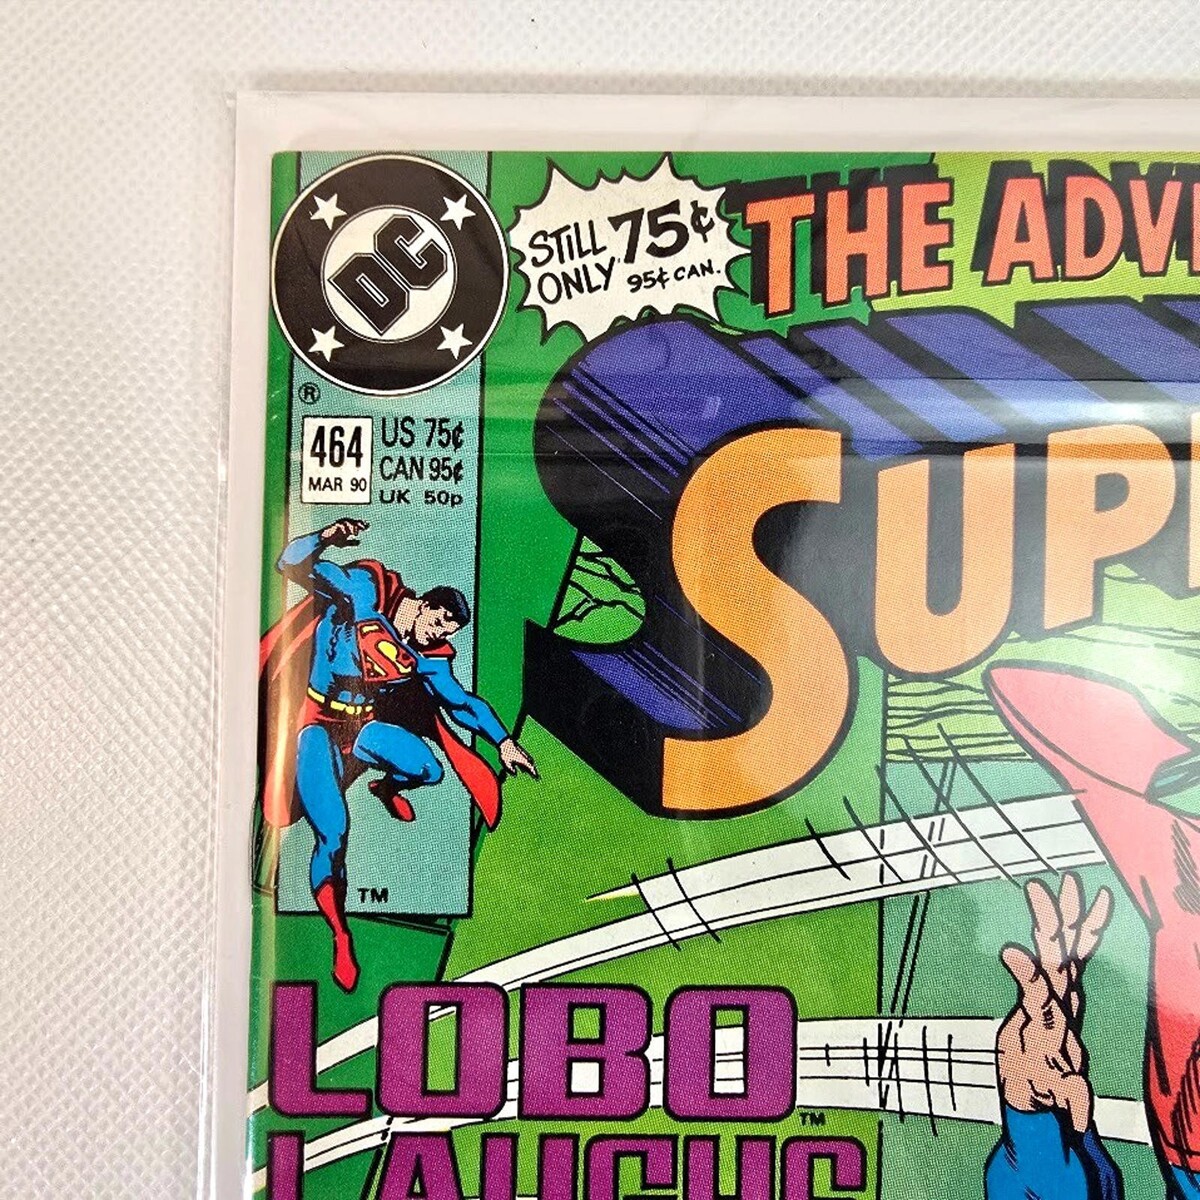 DC
STILL 75¢
ONLY 95¢ CAN.
THE ADV
SUP
®
464
MAR 90
US 75¢
CAN 95¢
UK 50p
S
TM
LOBO
TM
LAUGHS